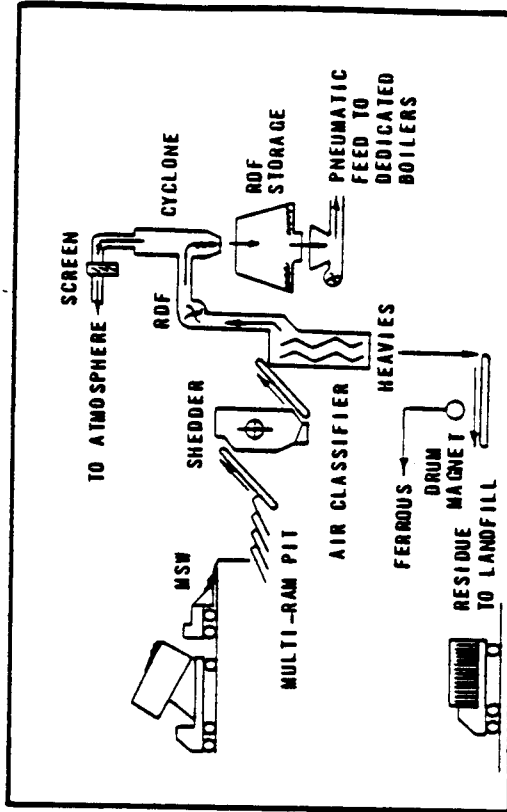 TO ATMOSPHERE
SCREEN
CYCLONE
RDF
RDF
STORAGE
PNEUMATIC
FEED TO
DEDICATED
BOILERS
SHEDDER
MSW
MULTI-RAM PIT
AIR CLASSIFIER
HEAVIES
FERROUS
DRUM
MAGNET
RESIDUE
TO LANDFILL